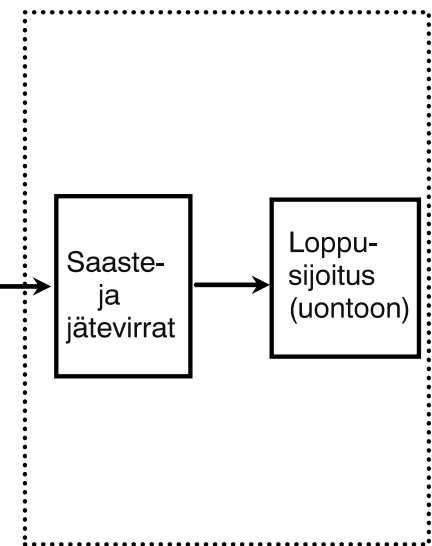 Saaste-
ja
jätevirrat
Loppu-
sijoitus
(uontoon)